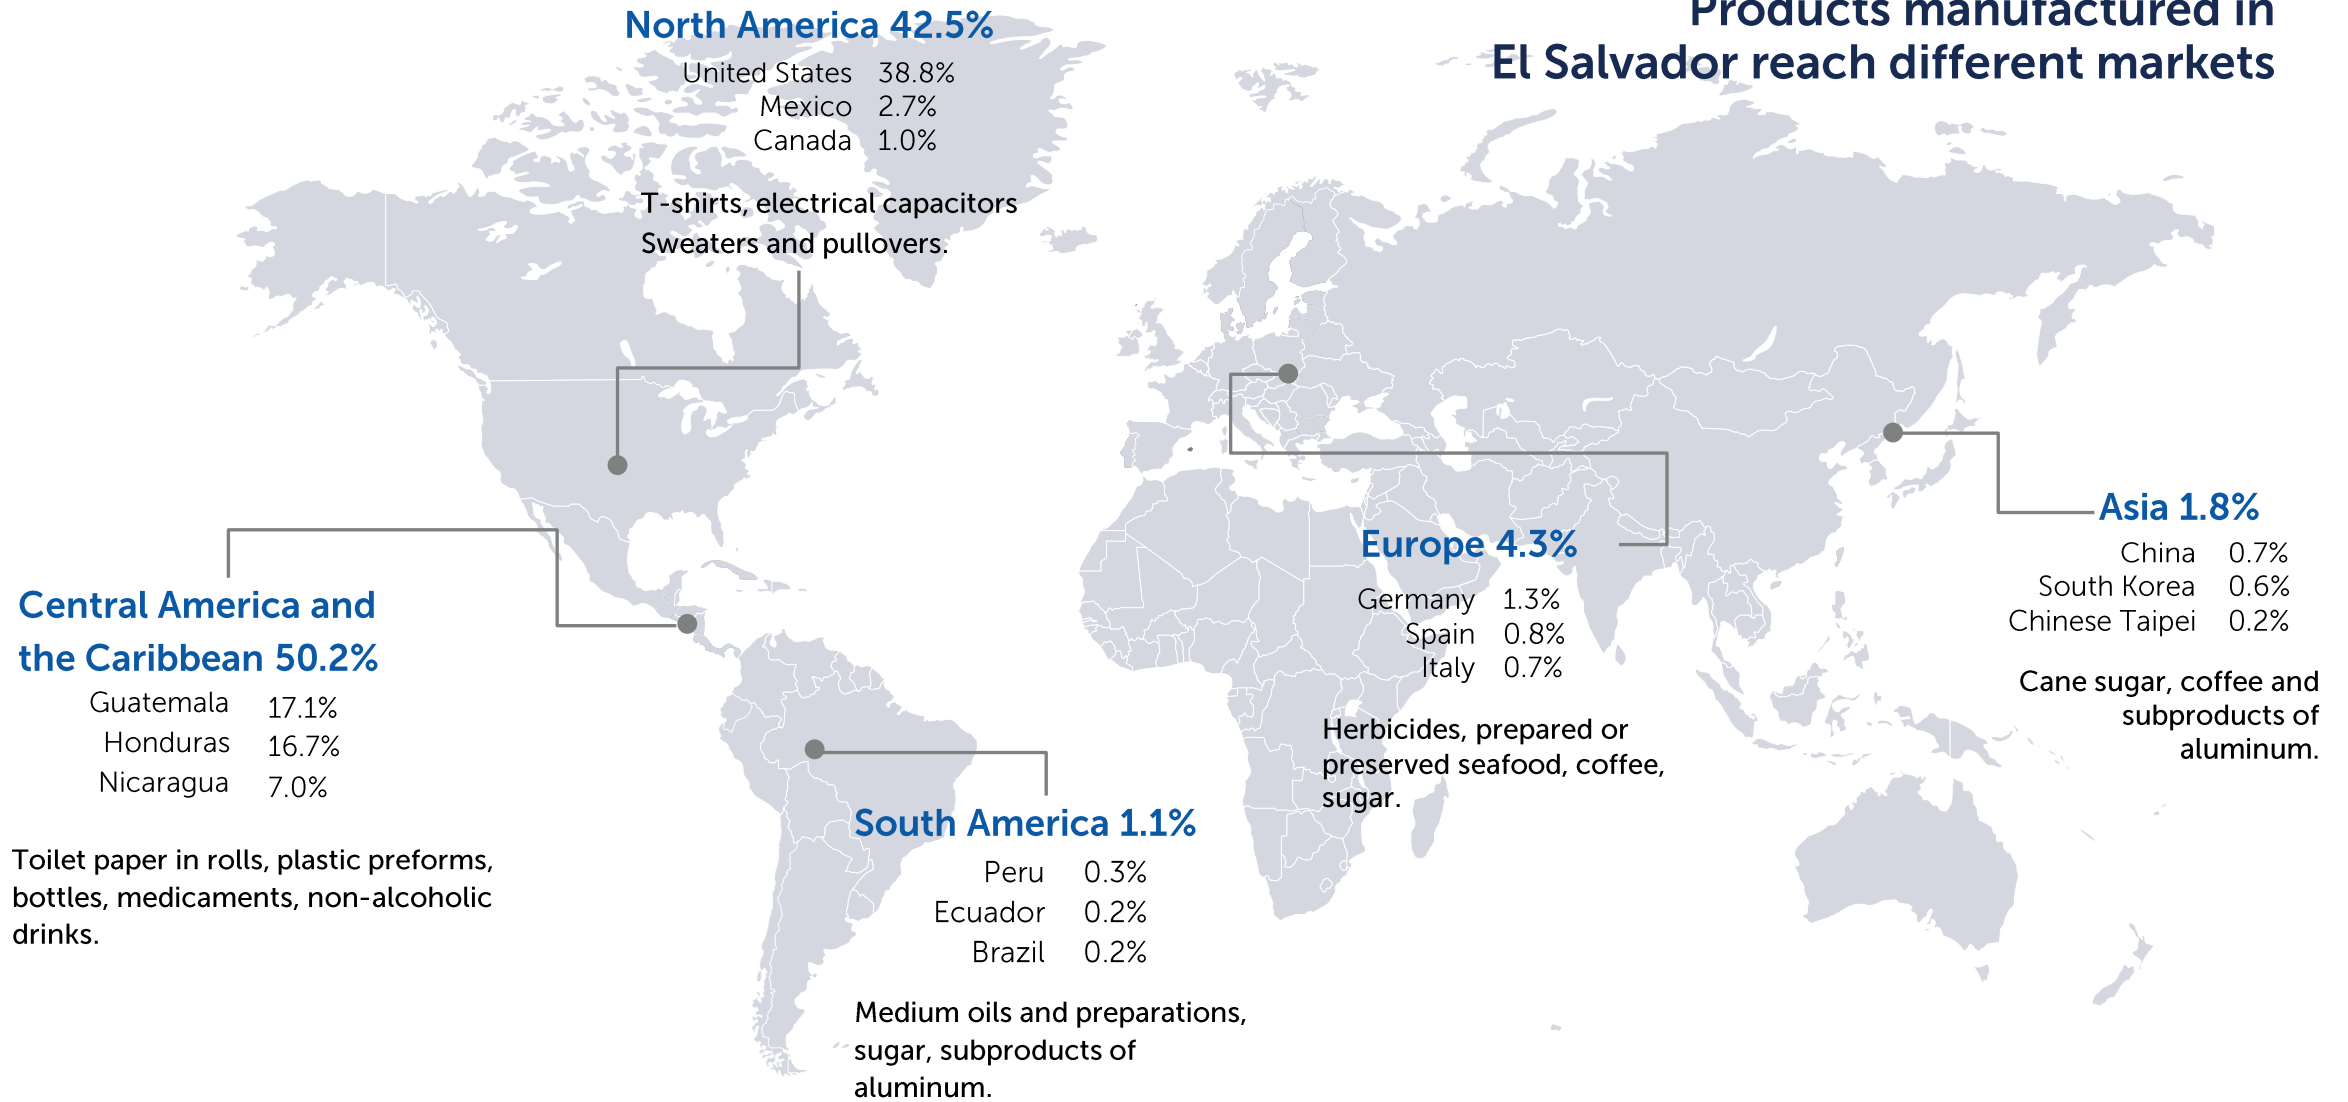 Products manufactured in
El Salvador reach different markets
North America 42.5%
United States 38.8%
Mexico 2.7%
Canada 1.0%
T-shirts, electrical capacitors
Sweaters and pullovers.
Central America and
the Caribbean 50.2%
Guatemala 17.1%
Honduras 16.7%
Nicaragua 7.0%
Toilet paper in rolls, plastic preforms,
bottles, medicaments, non-alcoholic
drinks.
South America 1.1%
Peru 0.3%
Ecuador 0.2%
Brazil 0.2%
Medium oils and preparations,
sugar, subproducts of
aluminum.
Europe 4.3%
Germany 1.3%
Spain 0.8%
Italy 0.7%
Herbicides, prepared or
preserved seafood, coffee,
sugar.
Asia 1.8%
China 0.7%
South Korea 0.6%
Chinese Taipei 0.2%
Cane sugar, coffee and
subproducts of
aluminum.